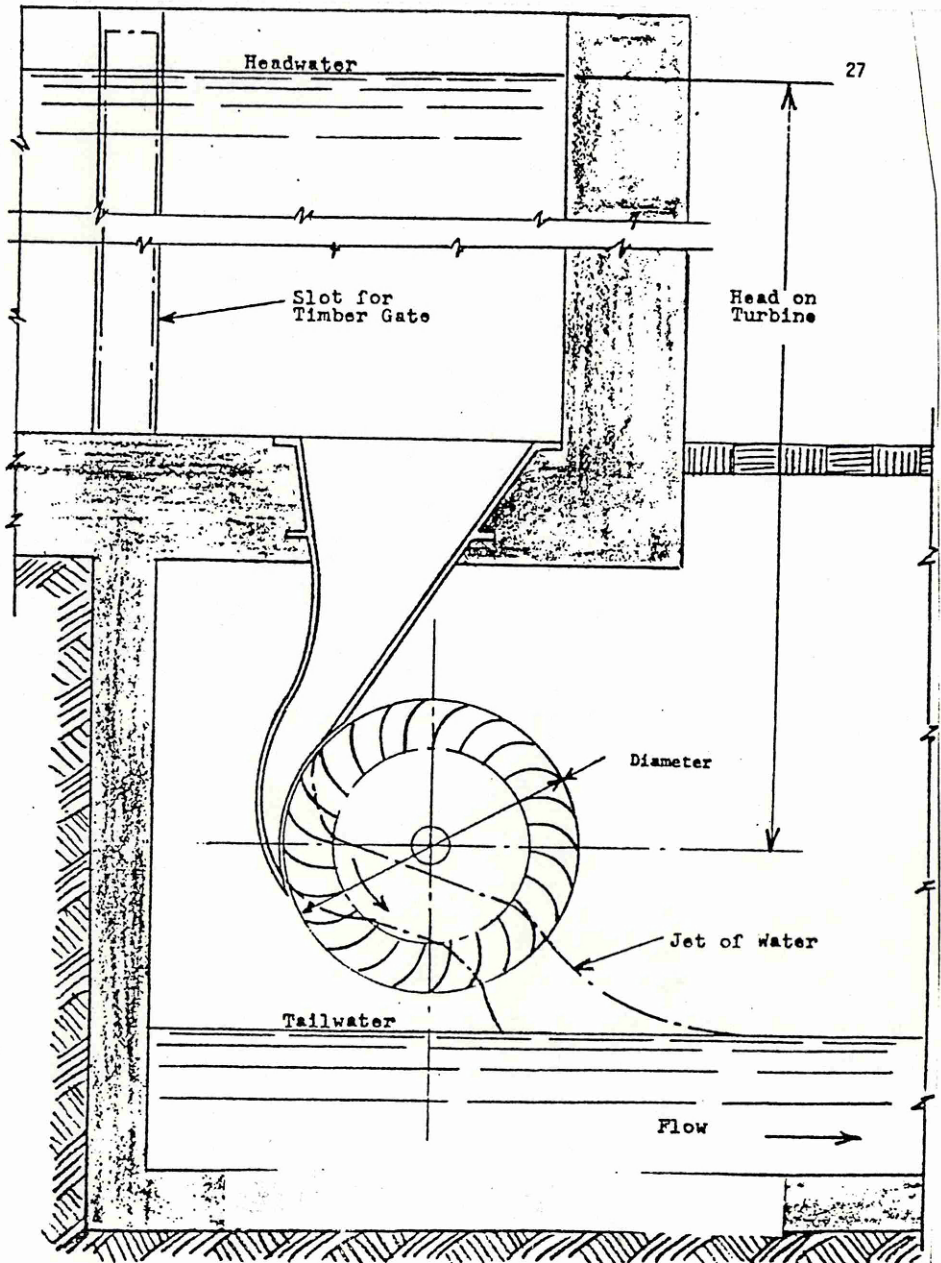 27
Headwater
Slot for
Timber Gate
Head on
Turbine
Diameter
Jet of Water
Tailwater
Flow